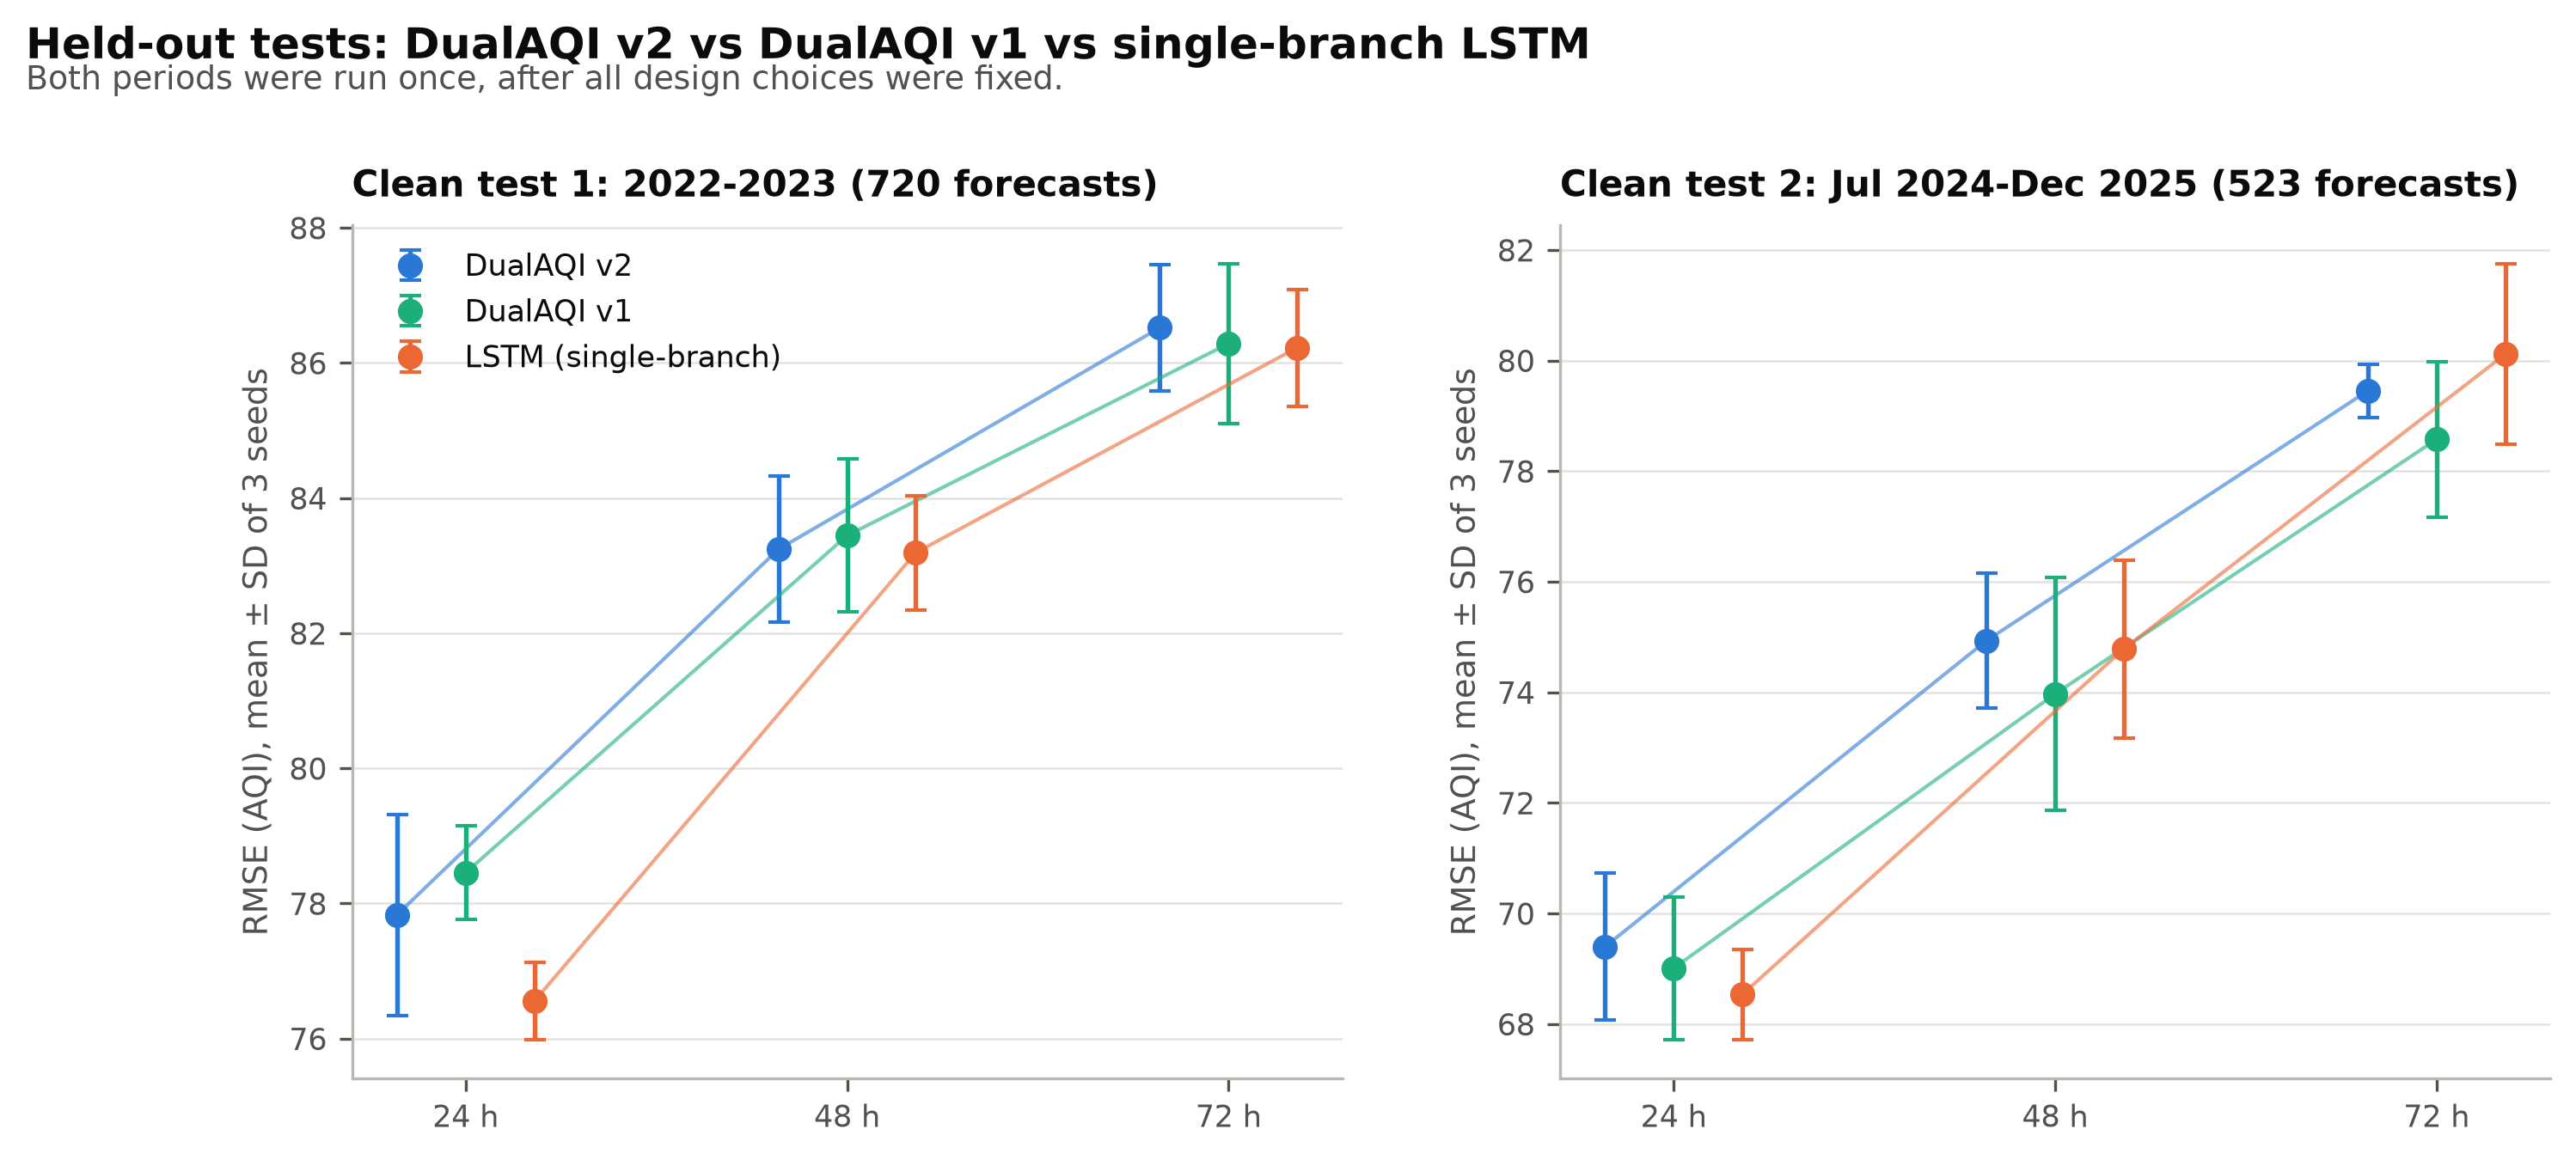 Held-out tests: DualAQI v2 vs DualAQI v1 vs single-branch LSTM
Both periods were run once, after all design choices were fixed.
Clean test 1: 2022-2023 (720 forecasts)
RMSE (AQI), mean ± SD of 3 seeds
88
86
84
82
80
78
76
DualAQI v2
DualAQI v1
LSTM (single-branch)
24 h
48 h
72 h
Clean test 2: Jul 2024-Dec 2025 (523 forecasts)
RMSE (AQI), mean ± SD of 3 seeds
82
80
78
76
74
72
70
68
24 h
48 h
72 h